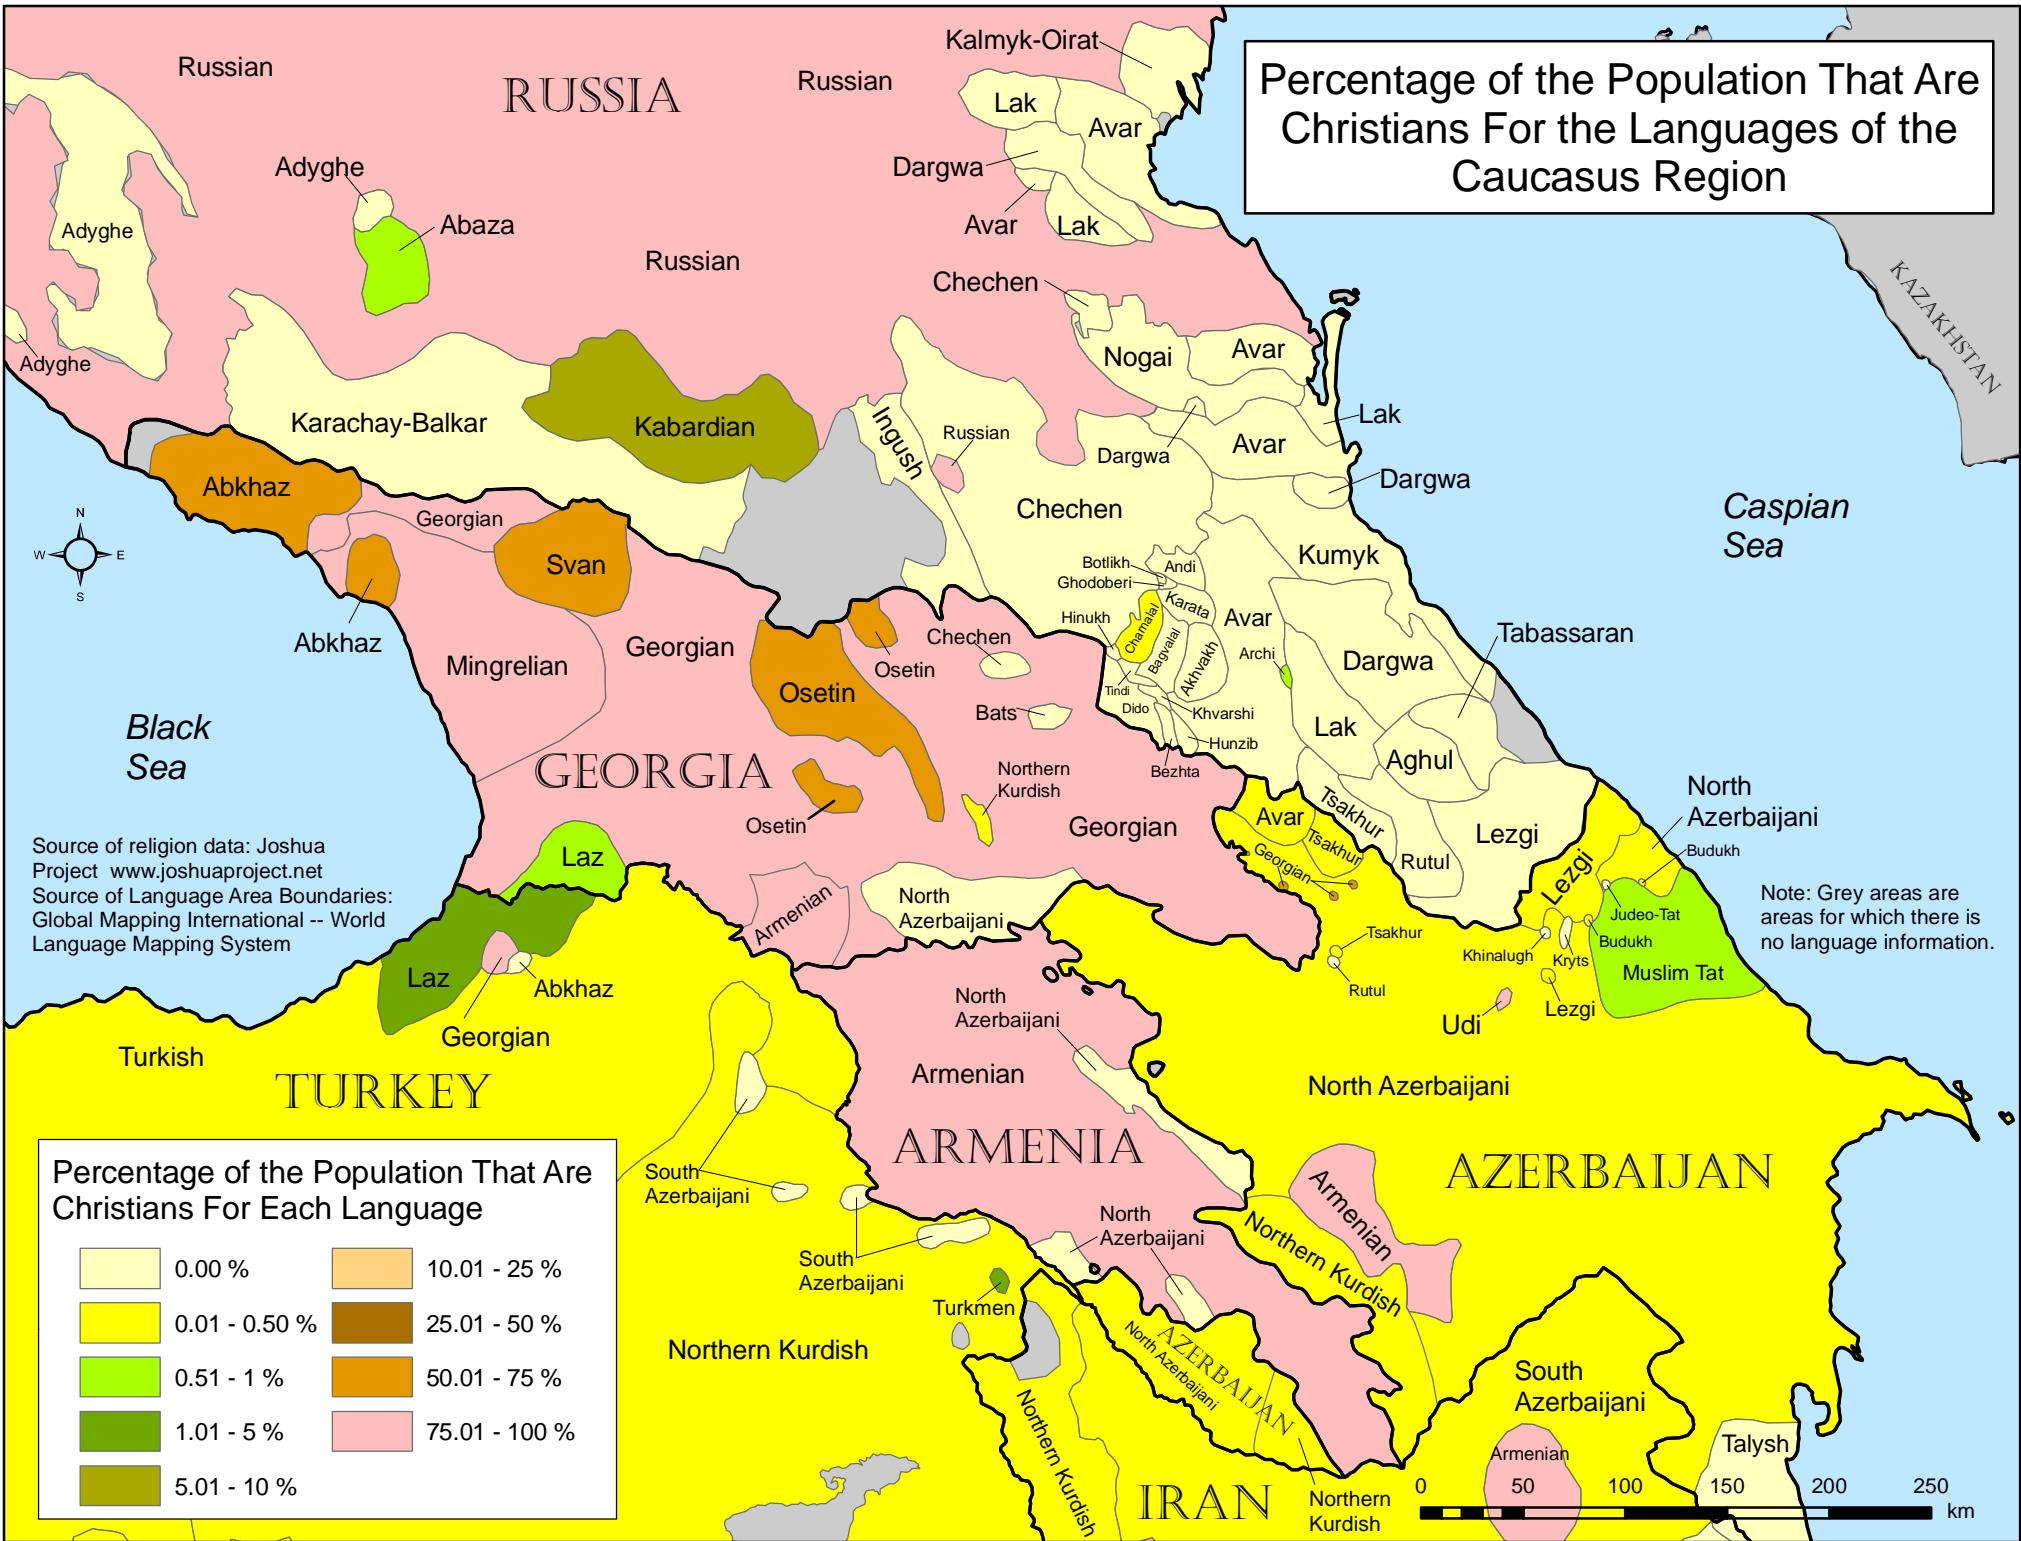 Percentage of the Population That Are
Christians For the Languages of the
Caucasus Region
Russian
RUSSIA
Russian
Kalmyk-Oirat
Lak
Avar
Dargwa
Avar
Lak
Adyghe
Adyghe
Abaza
Russian
Chechen
KAZAKHSTAN
Adyghe
Nogai
Avar
Karachay-Balkar
Kabardian
Ingush
Russian
Lak
Dargwa
Avar
Dargwa
Abkhaz
Georgian
Chechen
Caspian
Sea
N
W
E
S
Svan
Kumyk
Botlikh
Andi
Ghodoberi
Karata
Hinukh
Chamalal
Avar
Abkhaz
Mingrelian
Georgian
Osetin
Osetin
Chechen
Bagvalal
Akhvakh
Archi
Dargwa
Tabassaran
Tindi
Dido
Khvarshi
Bats
Hunzib
Bezhta
Lak
Aghul
Black
Sea
GEORGIA
Northern
Kurdish
Osetin
Georgian
Avar
Tsakhur
Tsakhur
Georgian
Rutul
Lezgi
Lezgi
North
Azerbaijani
Budukh
Source of religion data: Joshua
Project  www.joshuaproject.net
Source of Language Area Boundaries:
Global Mapping International -- World
Language Mapping System
Laz
Armenian
North
Azerbaijani
Note: Grey areas are
areas for which there is
no language information.
Judeo-Tat
Tsakhur
Khinalugh
Kryts
Budukh
Rutul
Lezgi
Muslim Tat
Udi
Laz
Abkhaz
Georgian
North
Azerbaijani
Turkish
TURKEY
Armenian
ARMENIA
North Azerbaijani
AZERBAIJAN
South
Azerbaijani
South
Azerbaijani
North
Azerbaijani
Armenian
Northern Kurdish
Turkmen
Northern Kurdish
AZERBAIJAN
North Azerbaijani
Northern Kurdish
South
Azerbaijani
Armenian
Talysh
IRAN
Northern
Kurdish
0
50
100
150
200
250
km
Percentage of the Population That Are
Christians For Each Language
0.00 %
0.01 - 0.50 %
0.51 - 1 %
1.01 - 5 %
5.01 - 10 %
10.01 - 25 %
25.01 - 50 %
50.01 - 75 %
75.01 - 100 %